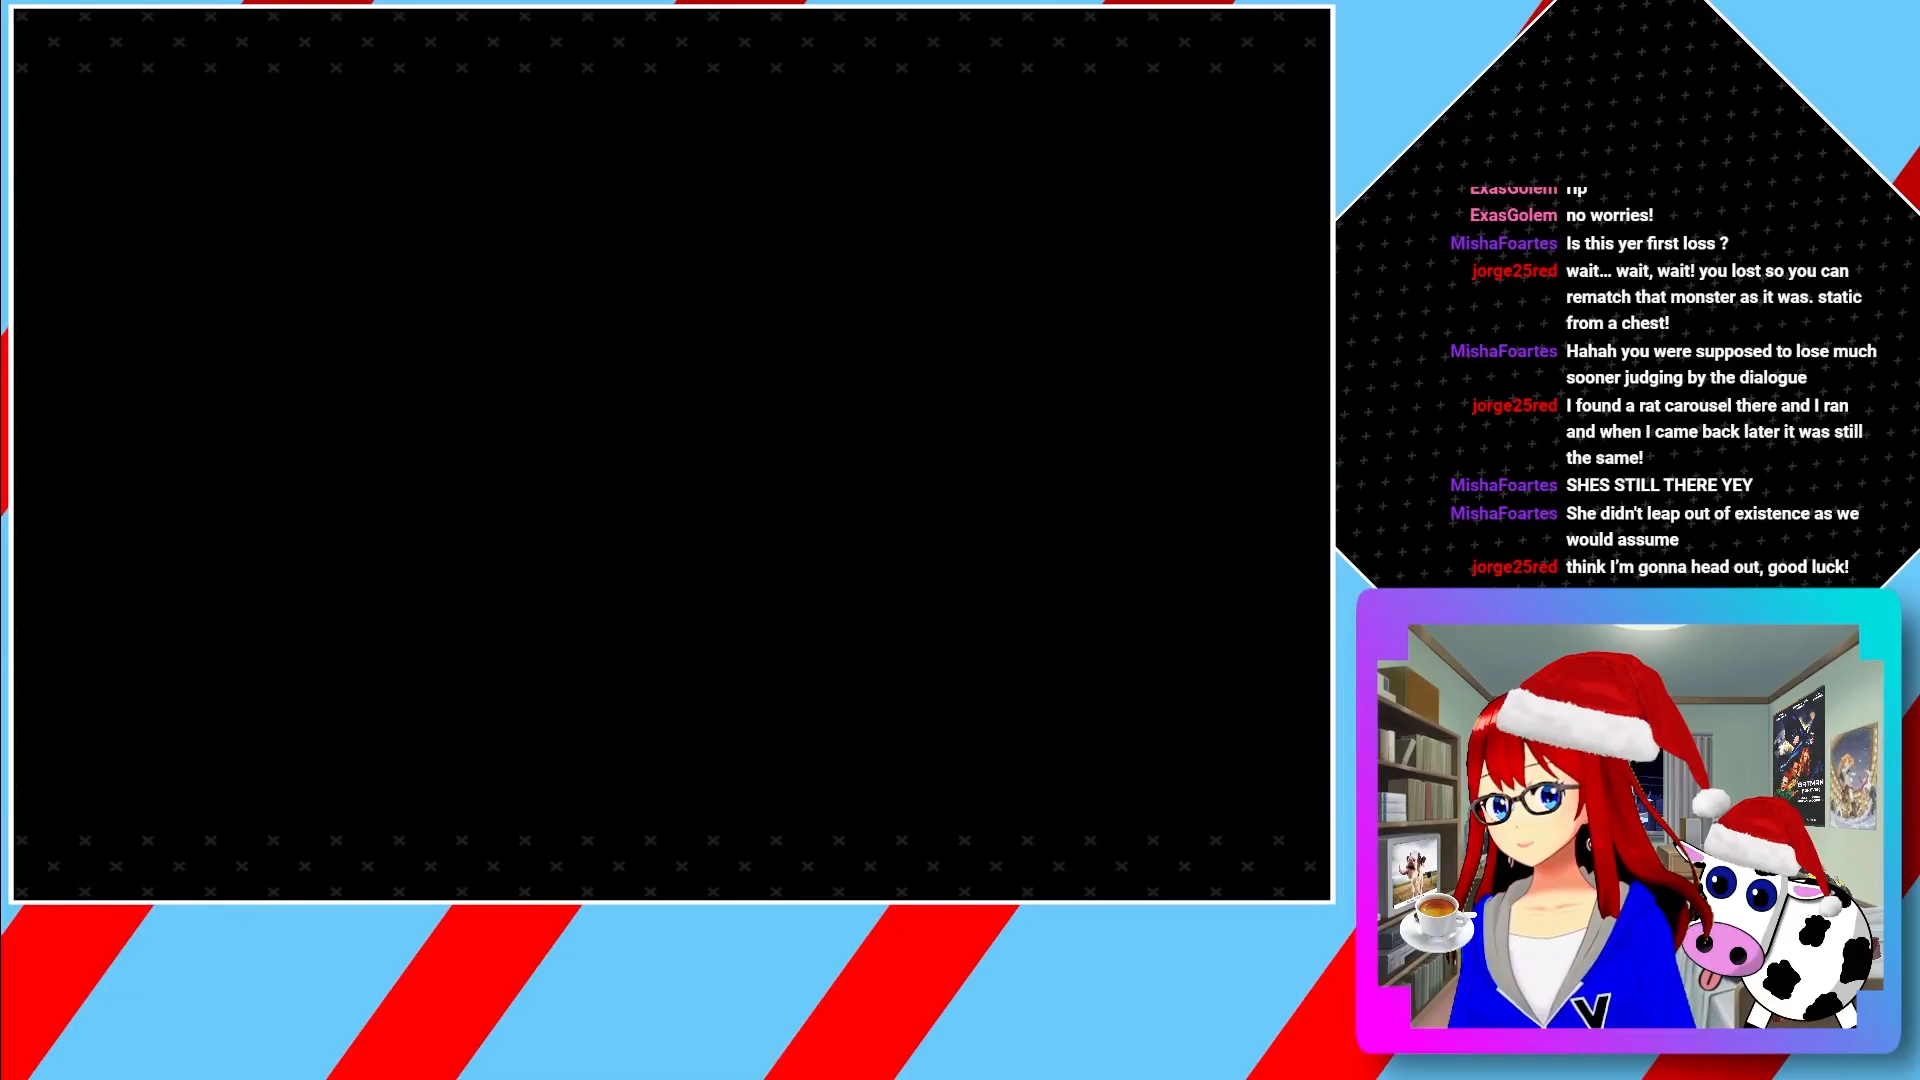 ExasGolem rip
ExasGolem no worries!
MishaFoartes Is this yer first loss ?
jorge25red wait... wait, wait! you lost so you can
rematch that monster as it was. static
from a chest!
MishaFoartes Hahah you were supposed to lose much
sooner judging by the dialogue
jorge25red I found a rat carousel there and I ran
and when I came back later it was still
the same!
MishaFoartes SHES STILL THERE YEY
MishaFoartes She didn't leap out of existence as we
would assume
jorge25red think I'm gonna head out, good luck!
BATMAN
V